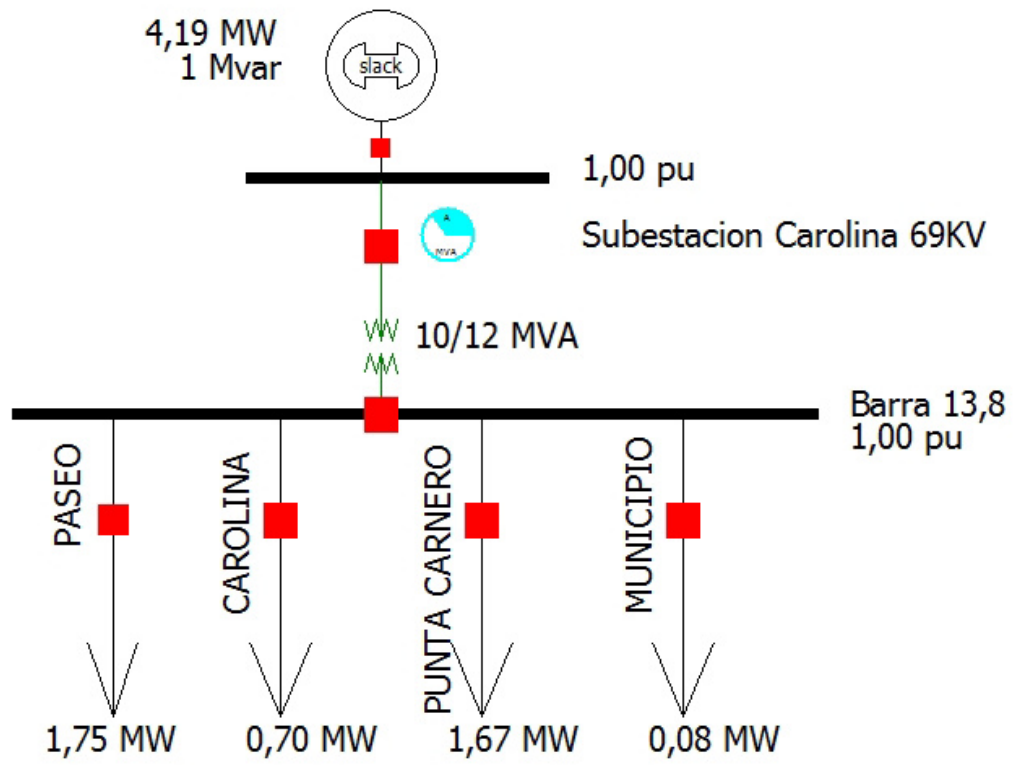 4,19 MW
1 Mvar
slack
1,00 pu
A
MVA
Subestacion Carolina 69KV
10/12 MVA
Barra 13,8
1,00 pu
PASEO
CAROLINA
PUNTA CARNERO
MUNICIPIO
1,75 MW
0,70 MW
1,67 MW
0,08 MW